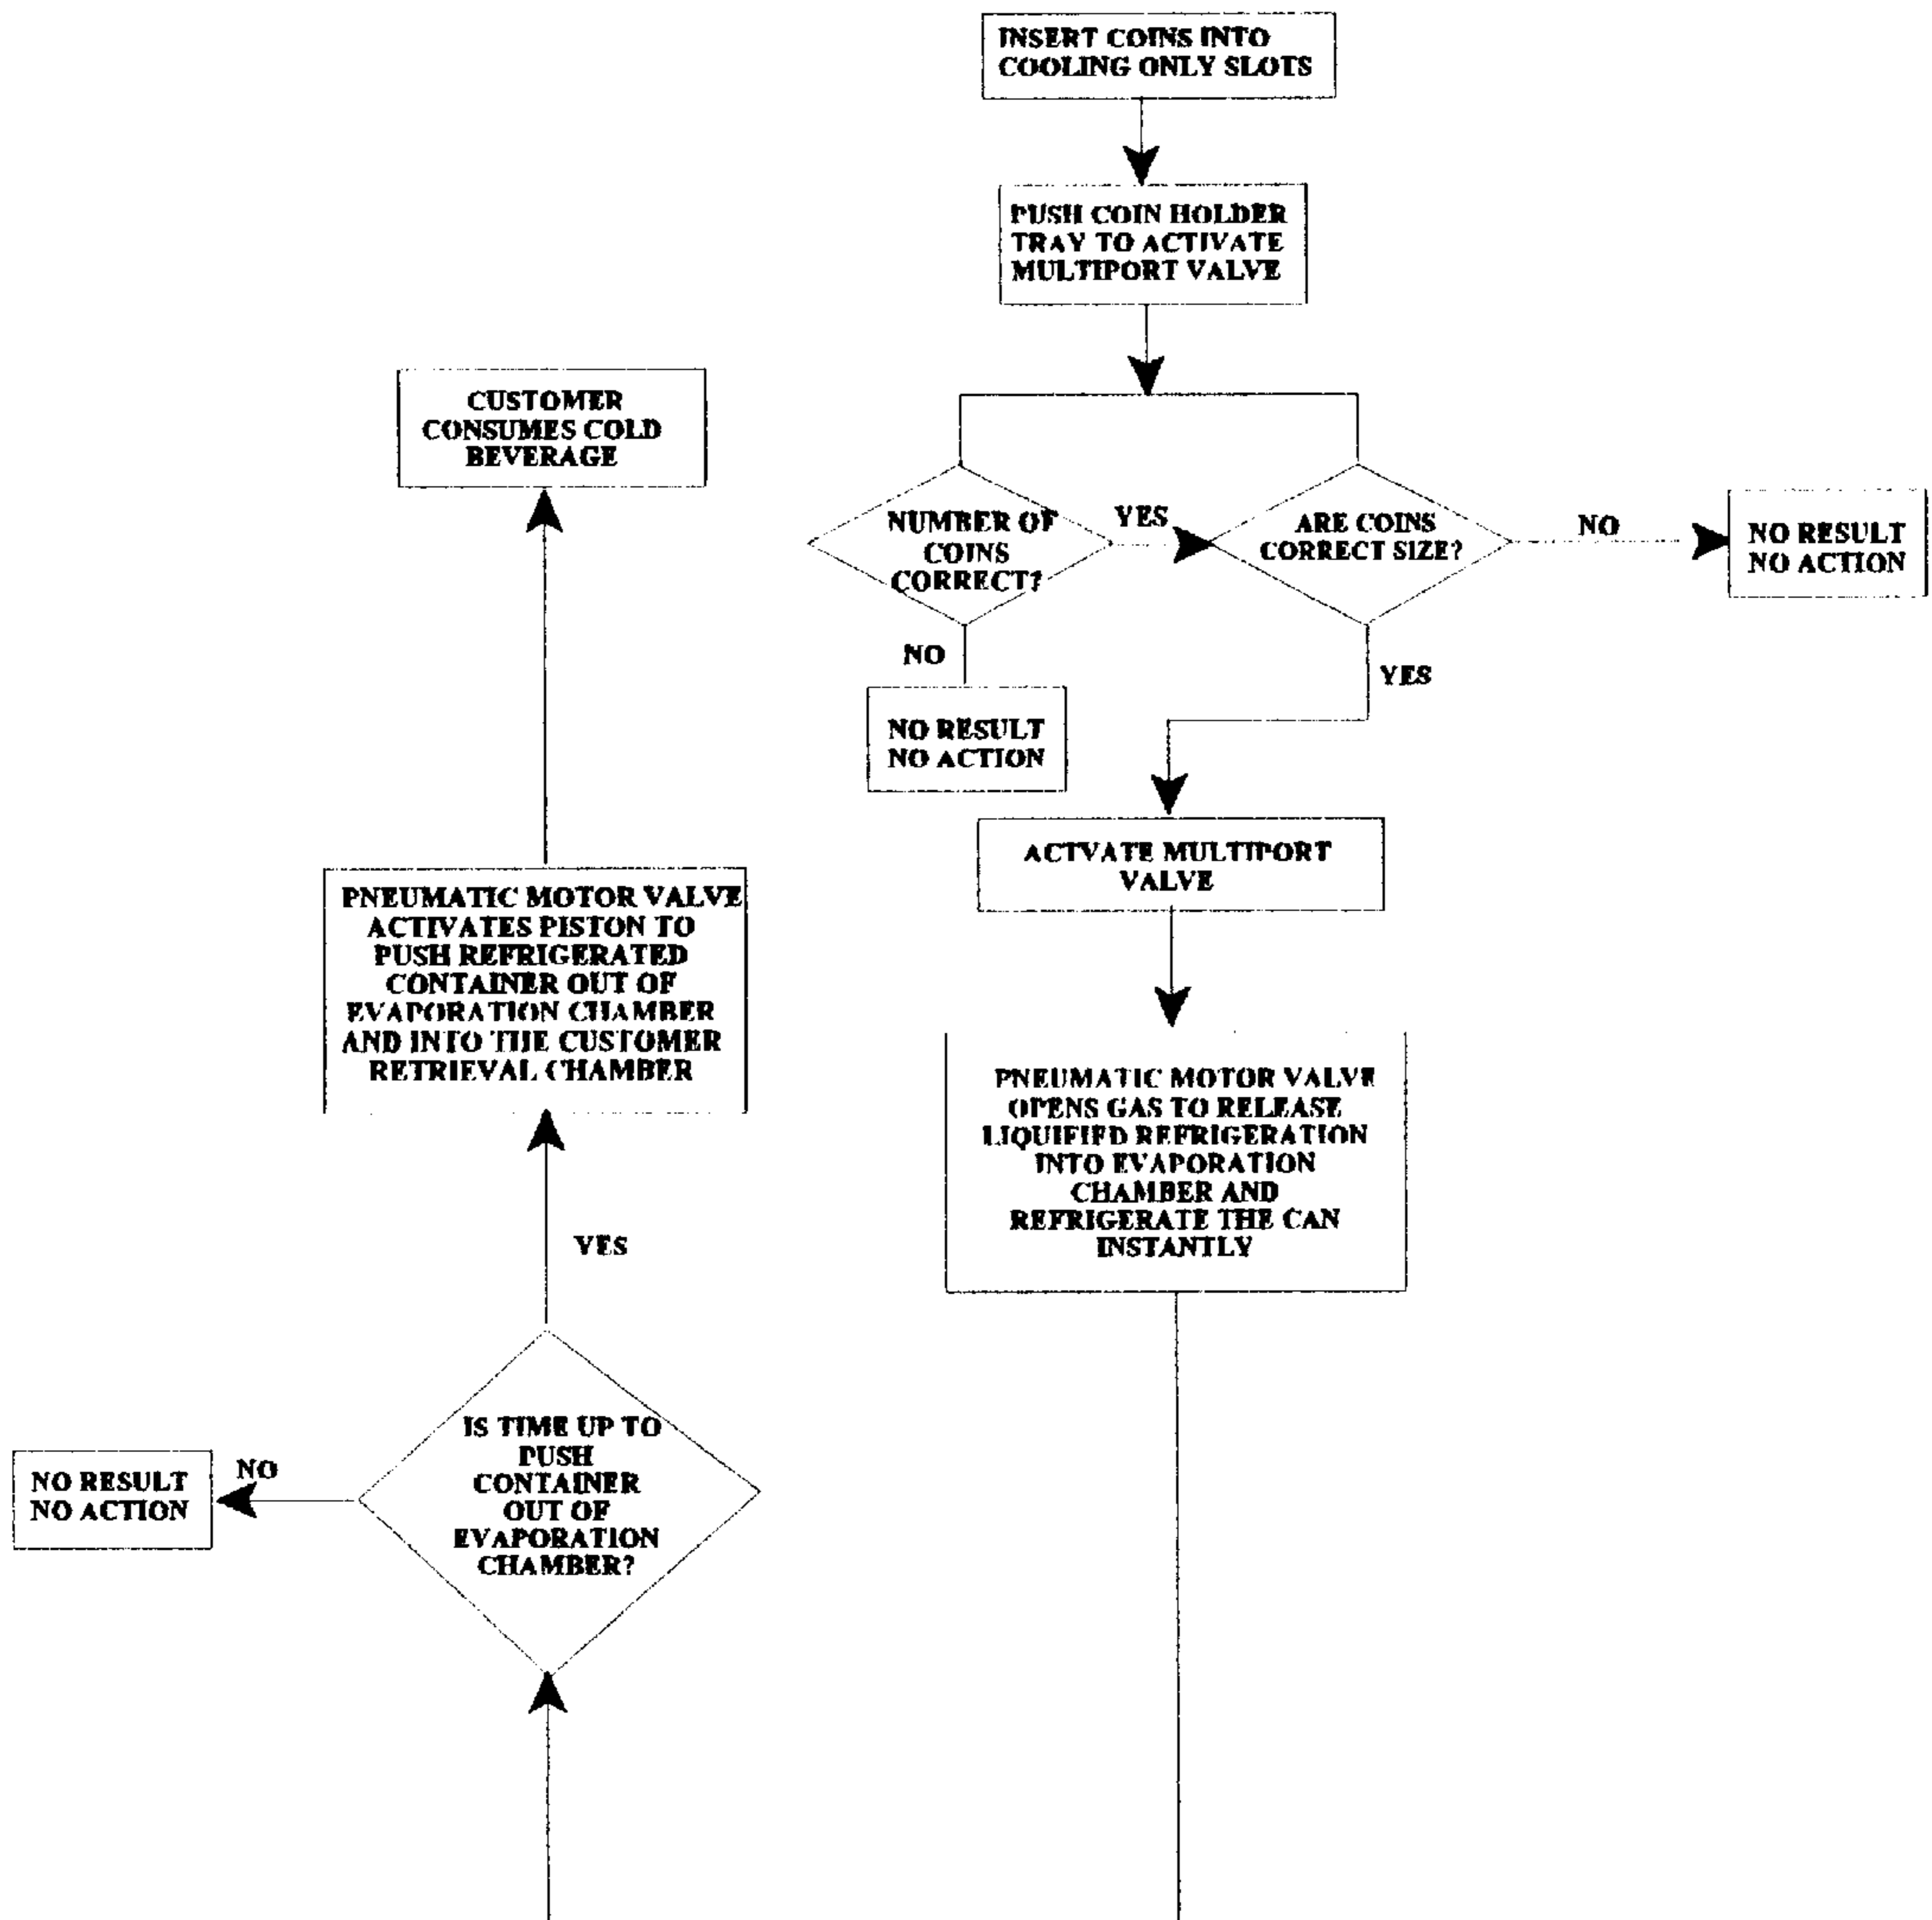 INSERT COINS INTO
COOLING ONLY SLOTS
PUSH COIN HOLDER
TRAY TO ACTIVATE
MULTIPORT VALVE
NUMBER OF
COINS
CORRECT?
YES
ARE COINS
CORRECT SIZE?
NO
NO RESULT
NO ACTION
NO
NO RESULT
NO ACTION
YES
ACTVATE MULTIPORT
VALVE
PNEUMATIC MOTOR VALVE
OPENS GAS TO RELEASE
LIQUIFIED REFRIGERATION
INTO EVAPORATION
CHAMBER AND
REFRIGERATE THE CAN
INSTANTLY
IS TIME UP TO
PUSH
CONTAINER
OUT OF
EVAPORATION
CHAMBER?
NO
NO RESULT
NO ACTION
YES
PNEUMATIC MOTOR VALVE
ACTIVATES PISTON TO
PUSH REFRIGERATED
CONTAINER OUT OF
EVAPORATION CHAMBER
AND INTO THE CUSTOMER
RETRIEVAL CHAMBER
CUSTOMER
CONSUMES COLD
BEVERAGE